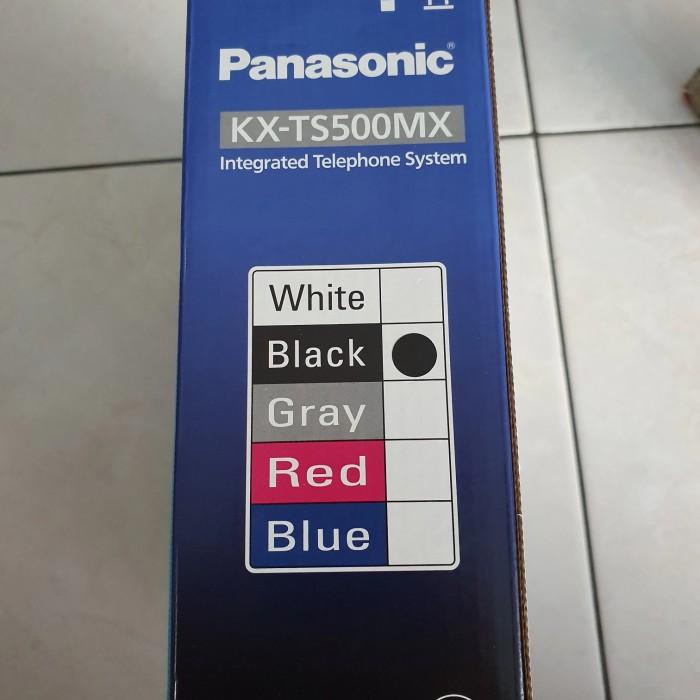 Panasonic®
KX-TS500MX
Integrated Telephone System
White
Black
Gray
Red
Blue